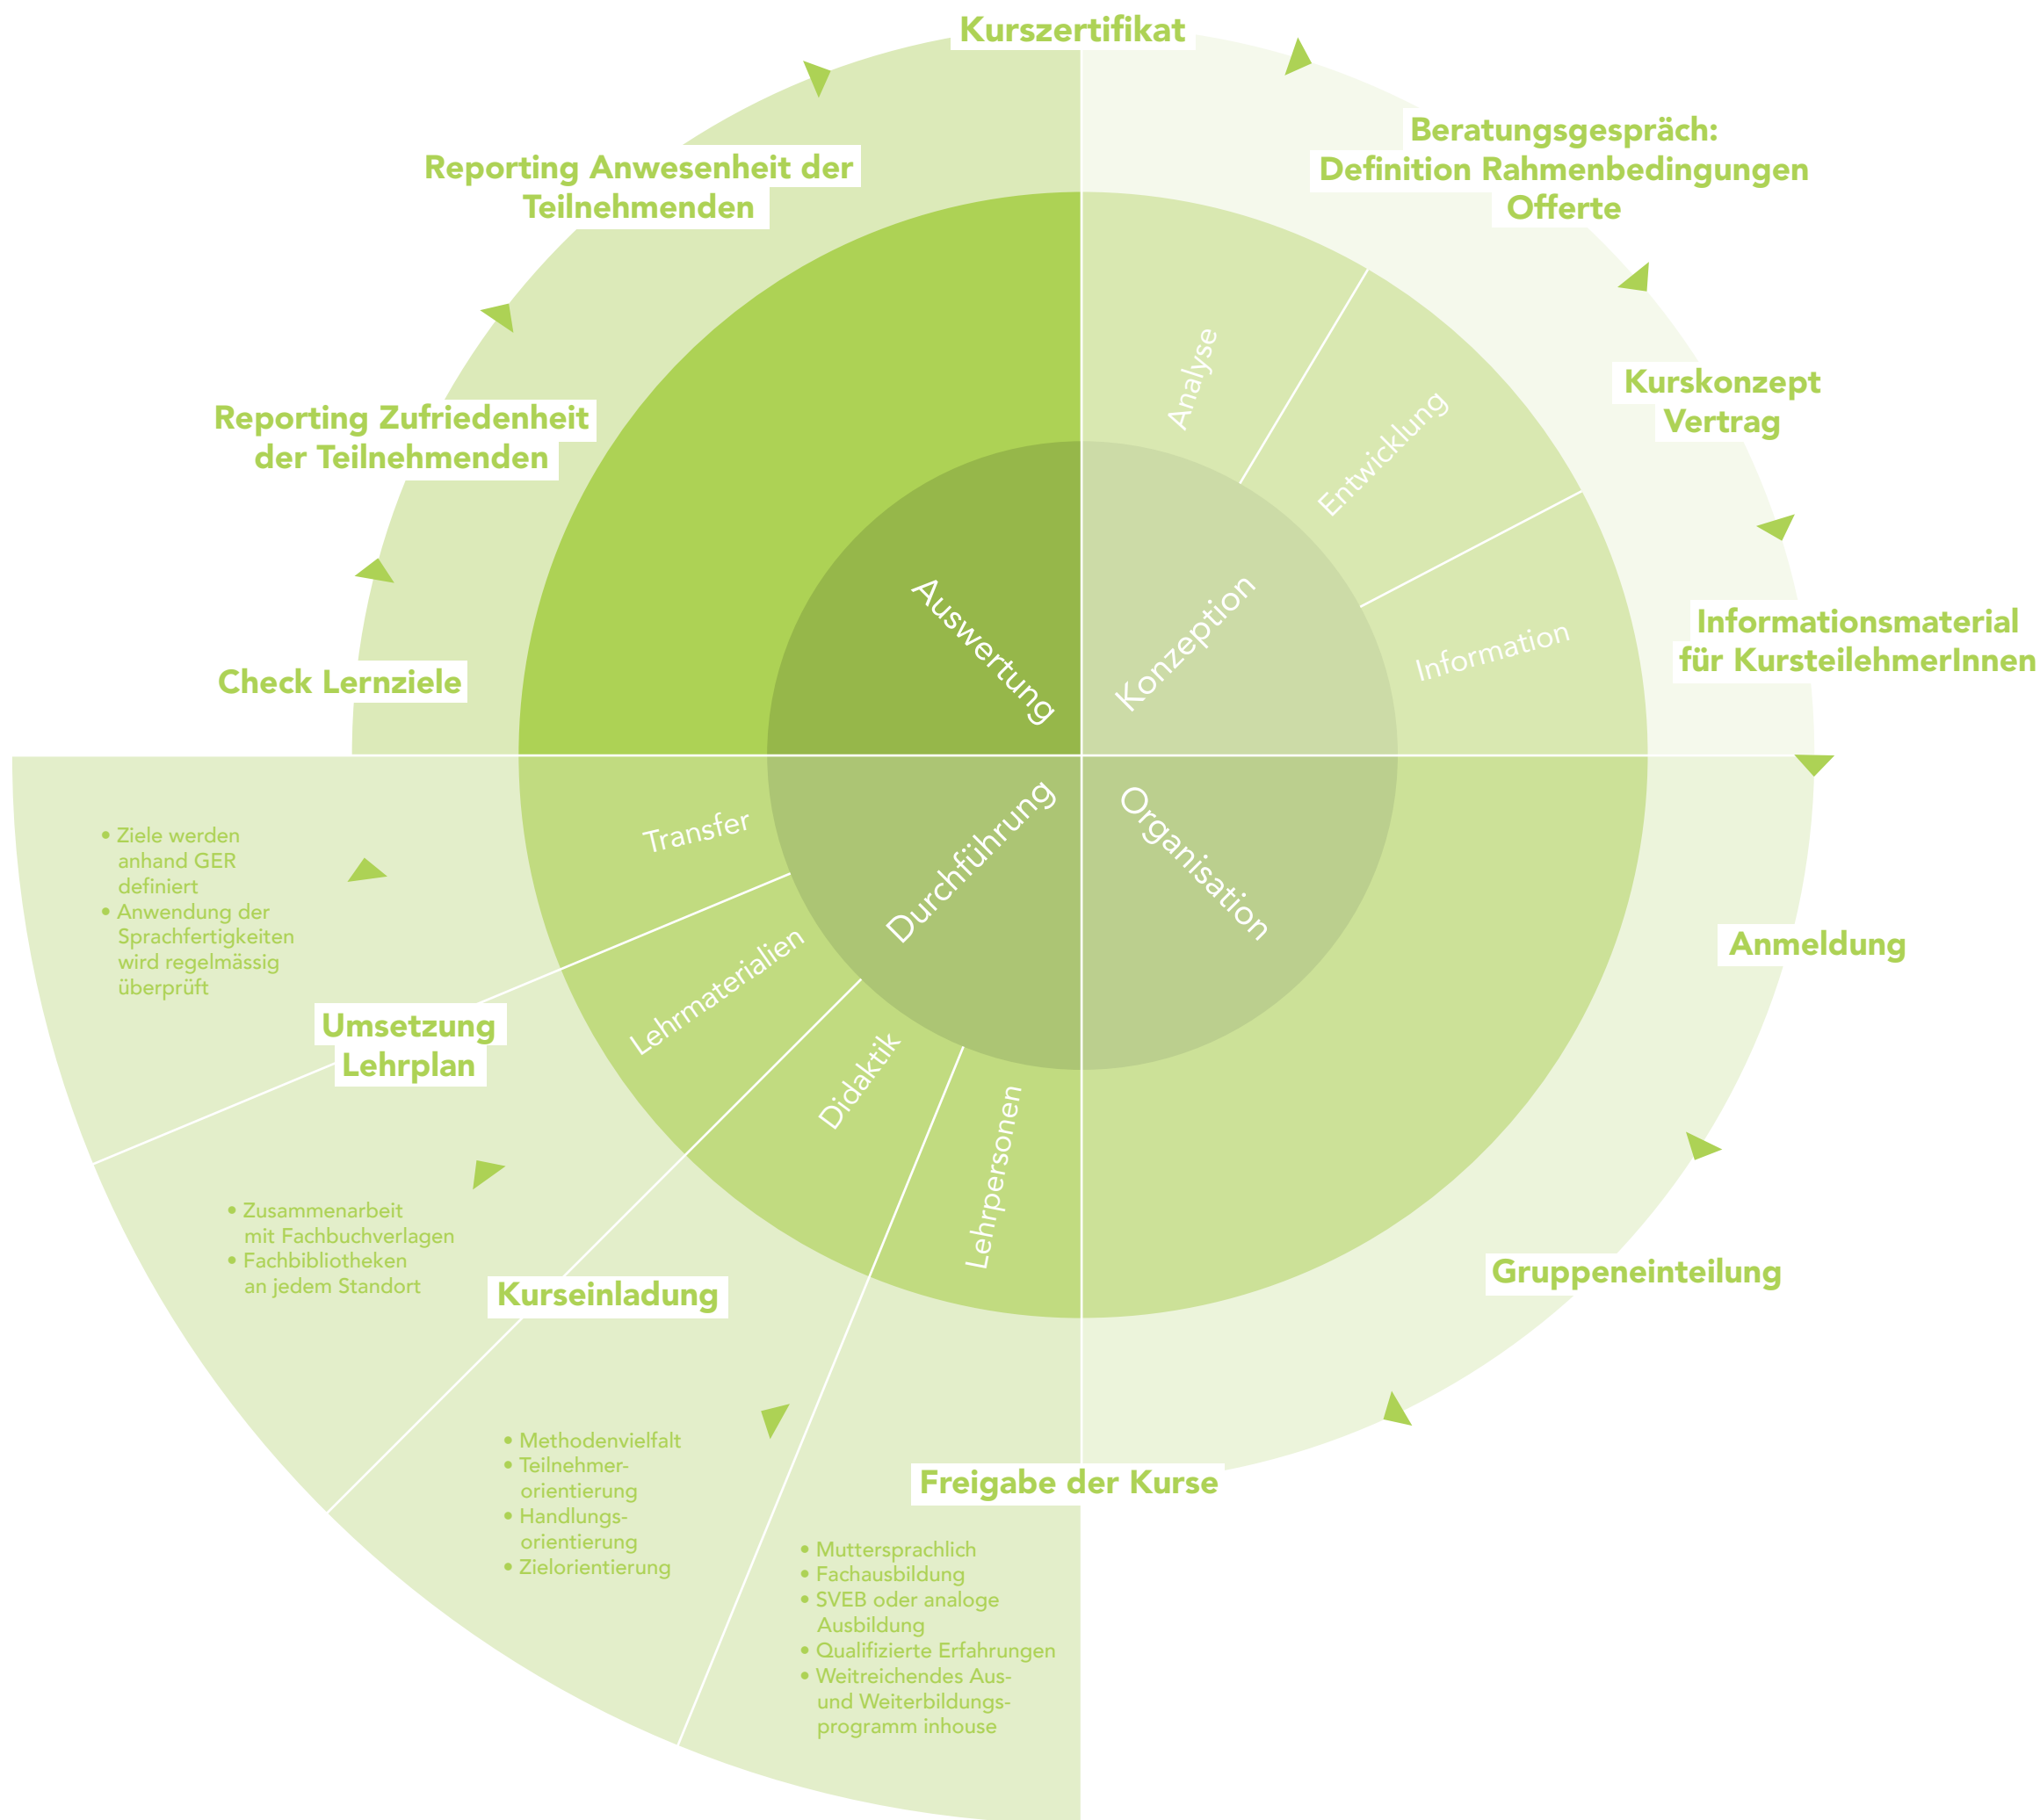 Kurszertifikat
Beratungsgespräch:
Definition Rahmenbedingungen
Offerte
Kurskonzept
Vertrag
Informationsmaterial
für KursteilehmerInnen
Anmeldung
Gruppeneinteilung
Freigabe der Kurse
Kurseinladung
Umsetzung
Lehrplan
Check Lernziele
Reporting Zufriedenheit
der Teilnehmenden
Reporting Anwesenheit der
Teilnehmenden
Konzeption
Analyse
Entwicklung
Information
Organisation
Durchführung
Lehrpersonen
• Muttersprachlich
• Fachausbildung
• SVEB oder analoge
Ausbildung
• Qualifizierte Erfahrungen
• Weitreichendes Aus-
und Weiterbildungs-
programm inhouse
Didaktik
• Methodenvielfalt
• Teilnehmer-
orientierung
• Handlungs-
orientierung
• Zielorientierung
Lehrmaterialien
• Zusammenarbeit
mit Fachbuchverlagen
• Fachbibliotheken
an jedem Standort
Transfer
• Ziele werden
anhand GER
definiert
• Anwendung der
Sprachfertigkeiten
wird regelmässig
überprüft
Auswertung